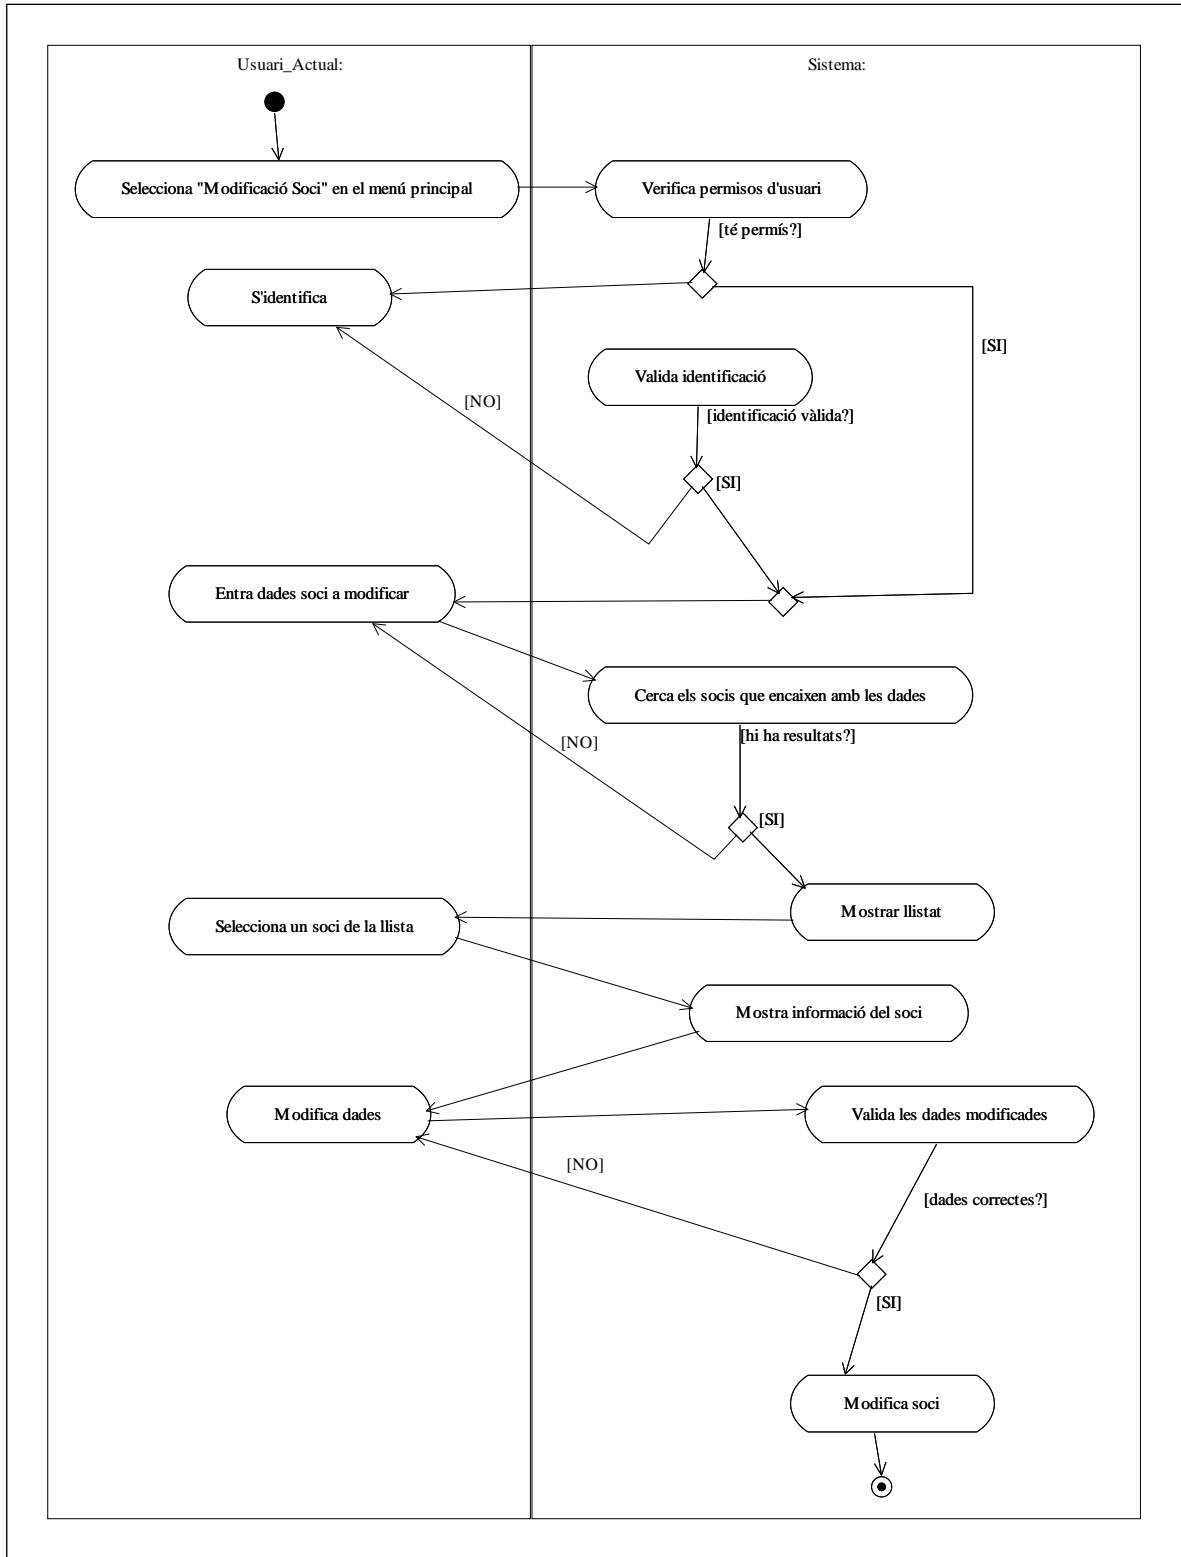 Usuari_Actual:
Sistema:
Selecciona "Modificació Soci" en el menú principal
Verifica permisos d'usuari
[té permís?]
S'identifica
[SI]
Valida identificació
[NO]
[identificació vàlida?]
[SI]
Entra dades soci a modificar
Cerca els socis que encaixen amb les dades
[hi ha resultats?]
[NO]
[SI]
Mostrar llistat
Selecciona un soci de la llista
Mostra informació del soci
Modifica dades
Valida les dades modificades
[NO]
[dades correctes?]
[SI]
Modifica soci